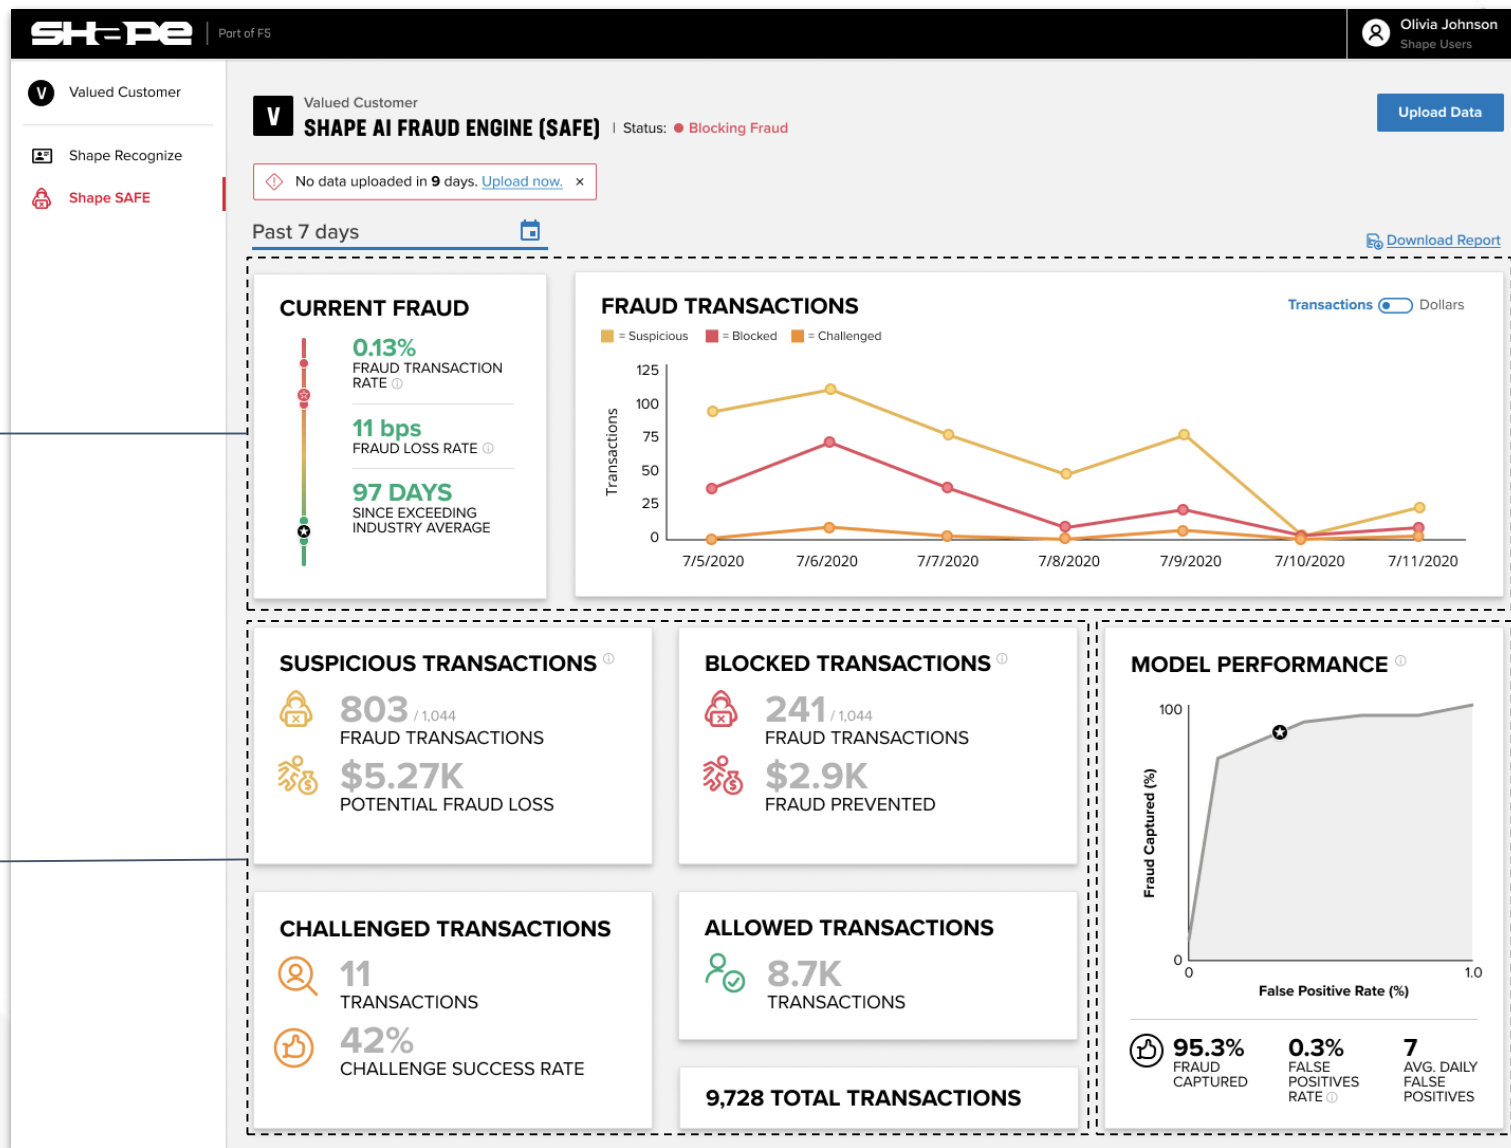 SHAPE
Part of F5
Olivia Johnson
Shape Users
V
Valued Customer
Shape Recognize
Shape SAFE
V
Valued Customer
SHAPE AI FRAUD ENGINE (SAFE)
Status: Blocking Fraud
Upload Data
No data uploaded in 9 days. Upload now. ×
Past 7 days
Download Report
CURRENT FRAUD
0.13%
FRAUD TRANSACTION
RATE
11 bps
FRAUD LOSS RATE
97 DAYS
SINCE EXCEEDING
INDUSTRY AVERAGE
FRAUD TRANSACTIONS
Transactions Dollars
= Suspicious = Blocked = Challenged
Transactions
125
100
75
50
25
0
7/5/2020 7/6/2020 7/7/2020 7/8/2020 7/9/2020 7/10/2020 7/11/2020
SUSPICIOUS TRANSACTIONS
803 / 1,044
FRAUD TRANSACTIONS
$5.27K
POTENTIAL FRAUD LOSS
BLOCKED TRANSACTIONS
241 / 1,044
FRAUD TRANSACTIONS
$2.9K
FRAUD PREVENTED
CHALLENGED TRANSACTIONS
11
TRANSACTIONS
42%
CHALLENGE SUCCESS RATE
ALLOWED TRANSACTIONS
8.7K
TRANSACTIONS
9,728 TOTAL TRANSACTIONS
MODEL PERFORMANCE
100
Fraud Captured (%)
0
0 1.0
False Positive Rate (%)
95.3%
FRAUD
CAPTURED
0.3%
FALSE
POSITIVES
RATE
7
AVG. DAILY
FALSE
POSITIVES